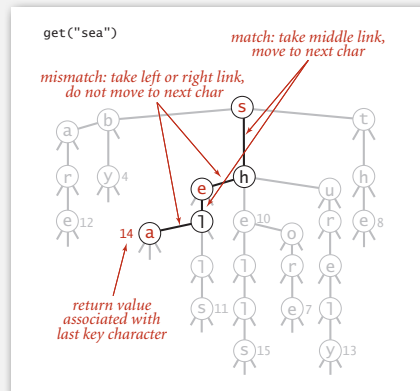 get("sea")
match: take middle link,
move to next char
mismatch: take left or right link,
do not move to next char
s
b
t
a
r
y 4
h
e
h
u
e 12
l
e 10
o
r
e 8
14 a
l
l
r
e
return value
associated with
last key character
s 11
l
e 7
l
s 15
y 13